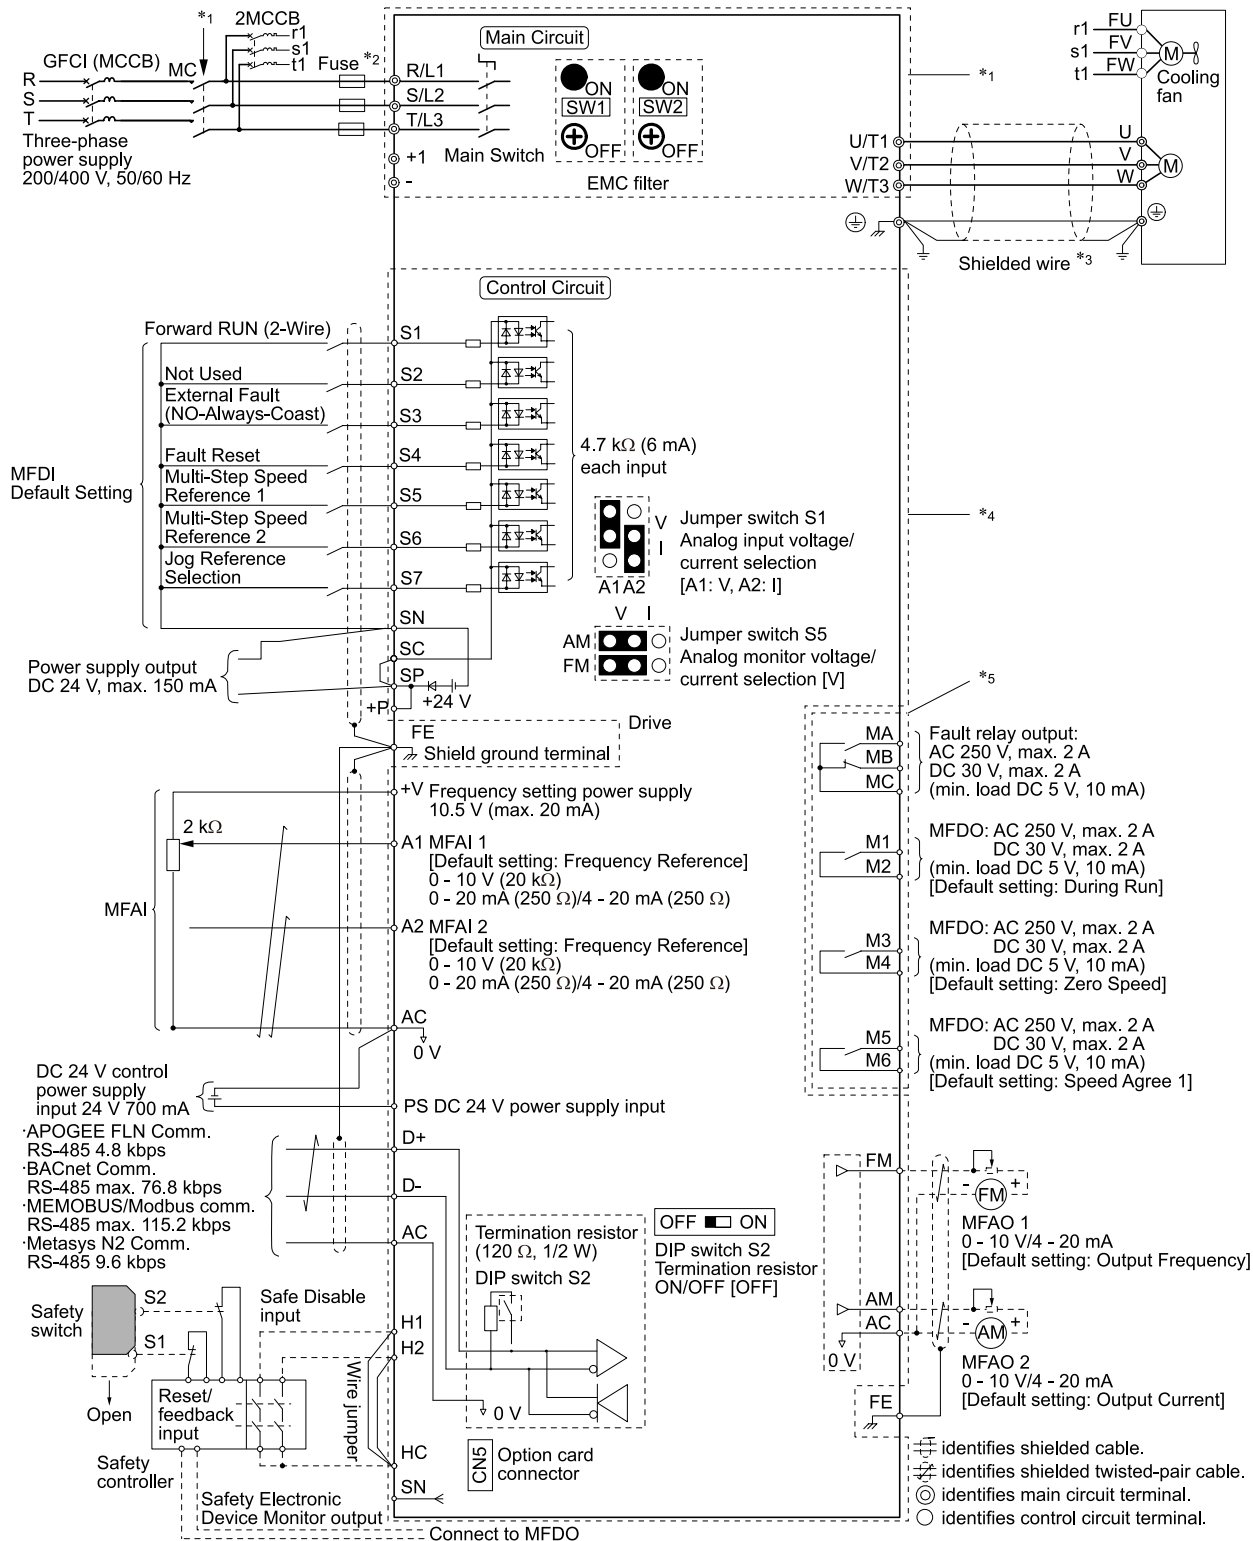 *1
2MCCB
r1
s1
t1
GFCI (MCCB)
MC
Fuse *2
R
S
T
Three-phase
power supply
200/400 V, 50/60 Hz
Main Circuit
R/L1
S/L2
T/L3
+1
-
Main Switch
ON
SW1
OFF
ON
SW2
OFF
EMC filter
*1
r1
s1
t1
FU
FV
FW
M
Cooling
fan
U/T1
V/T2
W/T3
U
V
W
M
Shielded wire *3
Control Circuit
MFDI
Default Setting
Forward RUN (2-Wire)
S1
Not Used
S2
External Fault
(NO-Always-Coast)
S3
Fault Reset
S4
Multi-Step Speed
Reference 1
S5
Multi-Step Speed
Reference 2
S6
Jog Reference
Selection
S7
SN
SC
SP
+P
+24 V
Power supply output
DC 24 V, max. 150 mA
4.7 kΩ (6 mA)
each input
V
I
A1 A2
Jumper switch S1
Analog input voltage/
current selection
[A1: V, A2: I]
V I
AM
FM
Jumper switch S5
Analog monitor voltage/
current selection [V]
*4
*5
Drive
FE
Shield ground terminal
MFAI
2 kΩ
+V Frequency setting power supply
10.5 V (max. 20 mA)
A1 MFAI 1
[Default setting: Frequency Reference]
0 - 10 V (20 kΩ)
0 - 20 mA (250 Ω)/4 - 20 mA (250 Ω)
A2 MFAI 2
[Default setting: Frequency Reference]
0 - 10 V (20 kΩ)
0 - 20 mA (250 Ω)/4 - 20 mA (250 Ω)
AC
0 V
MA
MB
MC
Fault relay output:
AC 250 V, max. 2 A
DC 30 V, max. 2 A
(min. load DC 5 V, 10 mA)
M1
M2
MFDO: AC 250 V, max. 2 A
DC 30 V, max. 2 A
(min. load DC 5 V, 10 mA)
[Default setting: During Run]
M3
M4
MFDO: AC 250 V, max. 2 A
DC 30 V, max. 2 A
(min. load DC 5 V, 10 mA)
[Default setting: Zero Speed]
M5
M6
MFDO: AC 250 V, max. 2 A
DC 30 V, max. 2 A
(min. load DC 5 V, 10 mA)
[Default setting: Speed Agree 1]
DC 24 V control
power supply
input 24 V 700 mA
PS DC 24 V power supply input
·APOGEE FLN Comm.
RS-485 4.8 kbps
·BACnet Comm.
RS-485 max. 76.8 kbps
·MEMOBUS/Modbus comm.
RS-485 max. 115.2 kbps
·Metasys N2 Comm.
RS-485 9.6 kbps
D+
D-
AC
Termination resistor
(120 Ω, 1/2 W)
DIP switch S2
0 V
OFF ON
DIP switch S2
Termination resistor
ON/OFF [OFF]
FM
- +
FM
MFAO 1
0 - 10 V/4 - 20 mA
[Default setting: Output Frequency]
AM
AC
0 V
- +
AM
MFAO 2
0 - 10 V/4 - 20 mA
[Default setting: Output Current]
FE
Safety
switch
S2
S1
Open
Safe Disable
input
Reset/
feedback
input
Safety
controller
H1
H2
Wire jumper
HC
SN
CN5
Option card
connector
Safety Electronic
Device Monitor output
Connect to MFDO
identifies shielded cable.
identifies shielded twisted-pair cable.
identifies main circuit terminal.
identifies control circuit terminal.